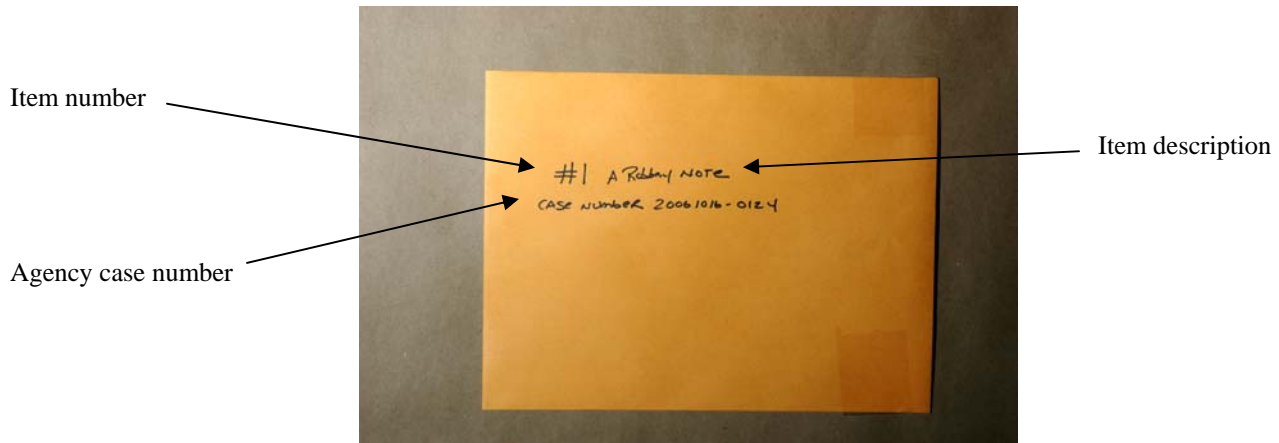 Item number
Item description
#1 A Robbery NOTE
CASE NUMBER 20061016-0124
Agency case number